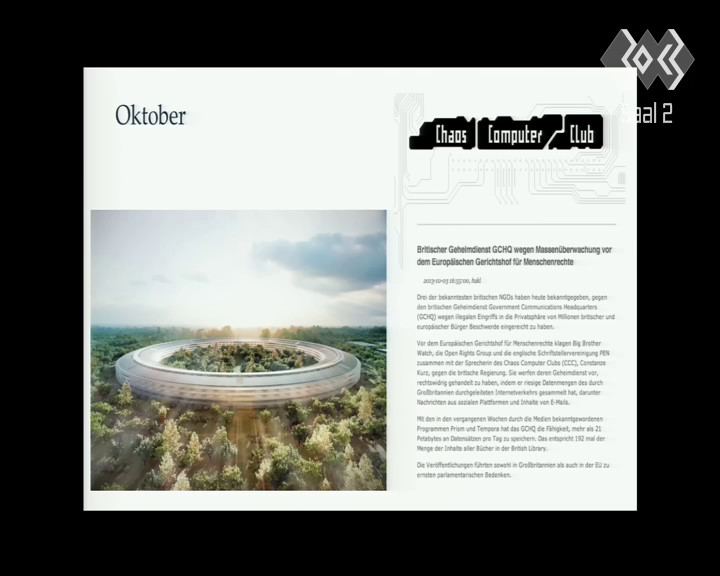 Saal 2
Oktober
Chaos Computer Club
Britischer Geheimdienst GCHQ wegen Massenüberwachung vor
dem Europäischen Gerichtshof für Menschenrechte
2013-10-03 16:55:00, hukl
Drei der bekanntesten britischen NGOs haben heute bekanntgegeben, gegen
den britischen Geheimdienst Government Communications Headquarters
(GCHQ) wegen illegalen Eingriffs in die Privatsphäre von Millionen britischer und
europäischer Bürger Beschwerde eingereicht zu haben.
Vor dem Europäischen Gerichtshof für Menschenrechte klagen Big Brother
Watch, die Open Rights Group und die englische Schriftstellervereinigung PEN
zusammen mit der Sprecherin des Chaos Computer Clubs (CCC), Constanze
Kurz, gegen die britische Regierung. Sie werfen deren Geheimdienst vor,
rechtswidrig gehandelt zu haben, indem er riesige Datenmengen des durch
Großbritannien durchgeleiteten Internetverkehrs gesammelt hat, darunter
Nachrichten aus sozialen Plattformen und Inhalte von E-Mails.
Mit den in den vergangenen Wochen durch die Medien bekanntgewordenen
Programmen Prism und Tempora hat das GCHQ die Fähigkeit, mehr als 21
Petabytes an Datensätzen pro Tag zu speichern. Das entspricht 192 mal der
Menge der Inhalte aller Bücher in der British Library.
Die Veröffentlichungen führten sowohl in Großbritannien als auch in der EU zu
ernsten parlamentarischen Bedenken.